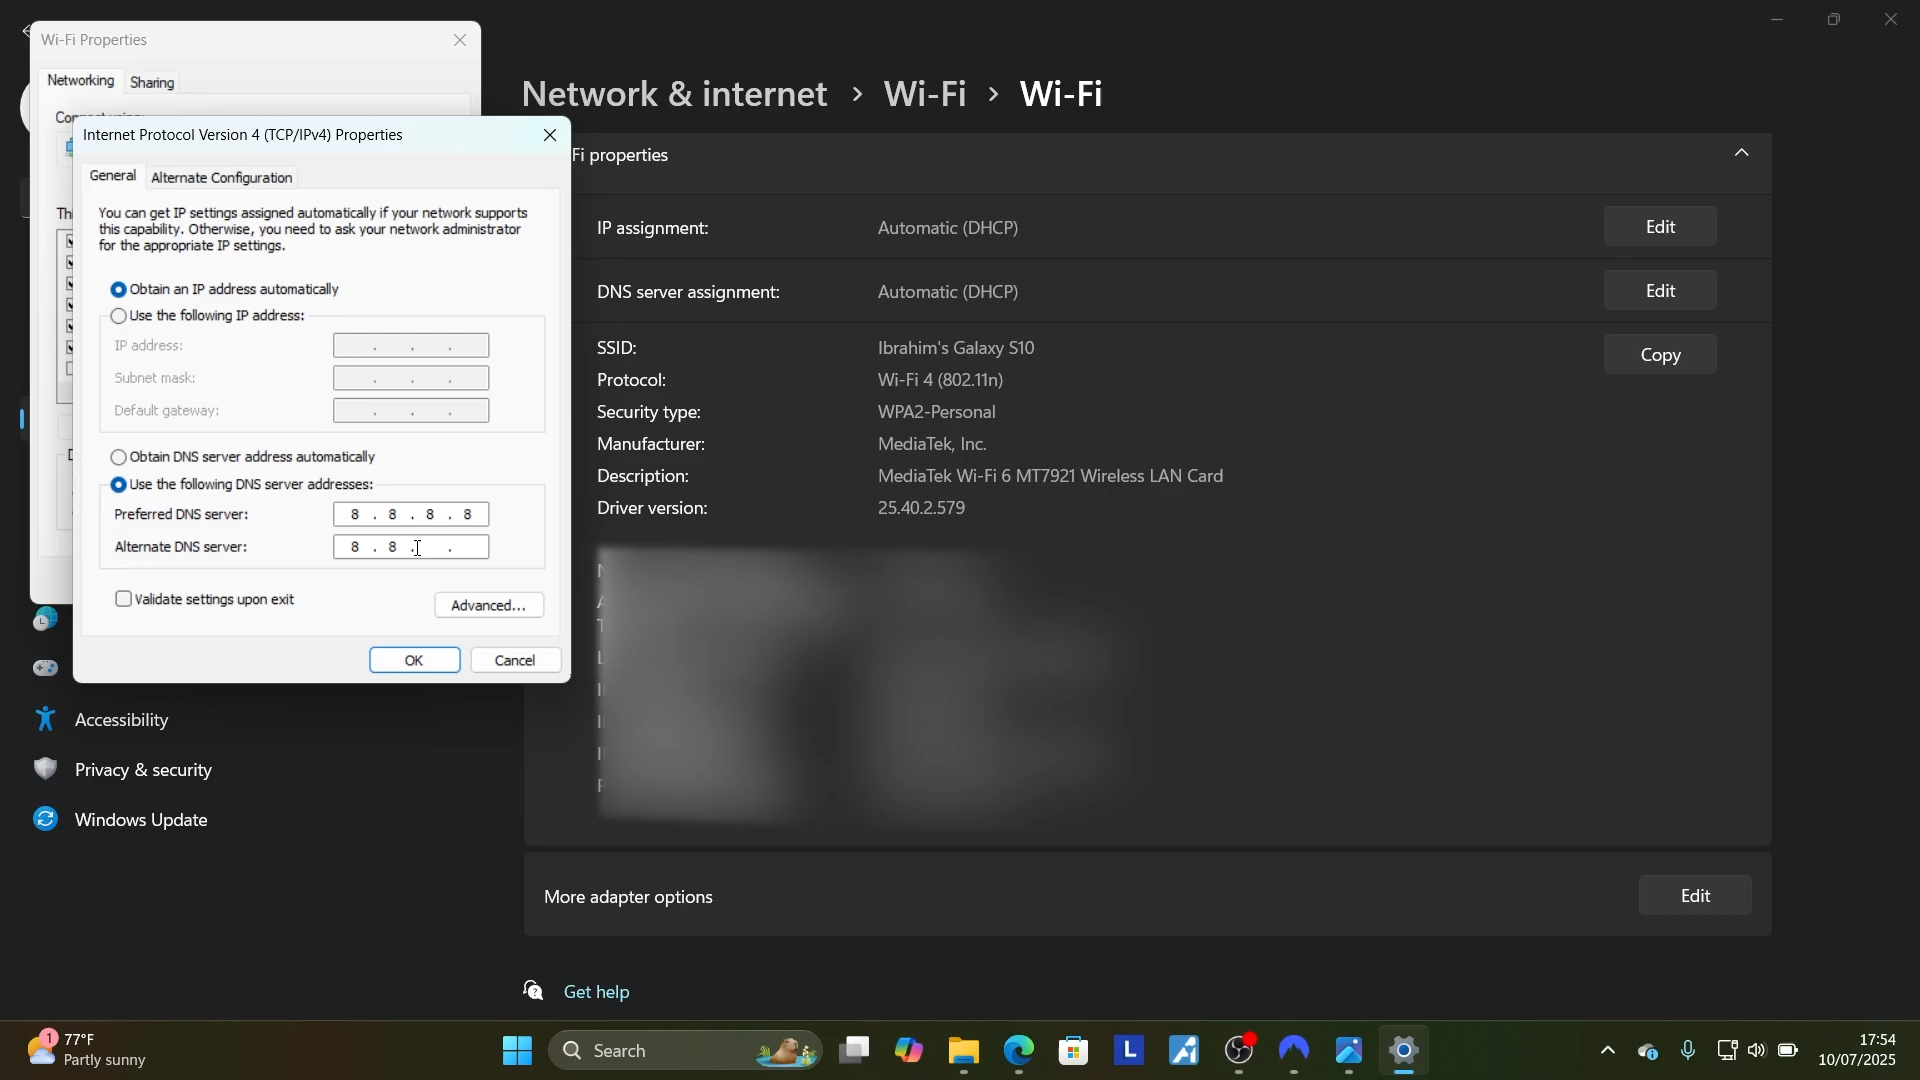 Wi-Fi Properties
Networking
Sharing
Internet Protocol Version 4 (TCP/IPv4) Properties
General
Alternate Configuration
You can get IP settings assigned automatically if your network supports
this capability. Otherwise, you need to ask your network administrator
for the appropriate IP settings.
Obtain an IP address automatically
Use the following IP address:
IP address: . . .
Subnet mask: . . .
Default gateway: . . .
Obtain DNS server address automatically
Use the following DNS server addresses:
Preferred DNS server: 8 . 8 . 8 . 8
Alternate DNS server: 8 . 8 . .
Validate settings upon exit
Advanced...
OK
Cancel
Network & internet > Wi-Fi > Wi-Fi
Fi properties
IP assignment: Automatic (DHCP) Edit
DNS server assignment: Automatic (DHCP) Edit
SSID: Ibrahim's Galaxy S10 Copy
Protocol: Wi-Fi 4 (802.11n)
Security type: WPA2-Personal
Manufacturer: MediaTek, Inc.
Description: MediaTek Wi-Fi 6 MT7921 Wireless LAN Card
Driver version: 25.40.2.579
More adapter options Edit
Get help
Accessibility
Privacy & security
Windows Update
1
77°F
Partly sunny
Search
L
17:54
10/07/2025